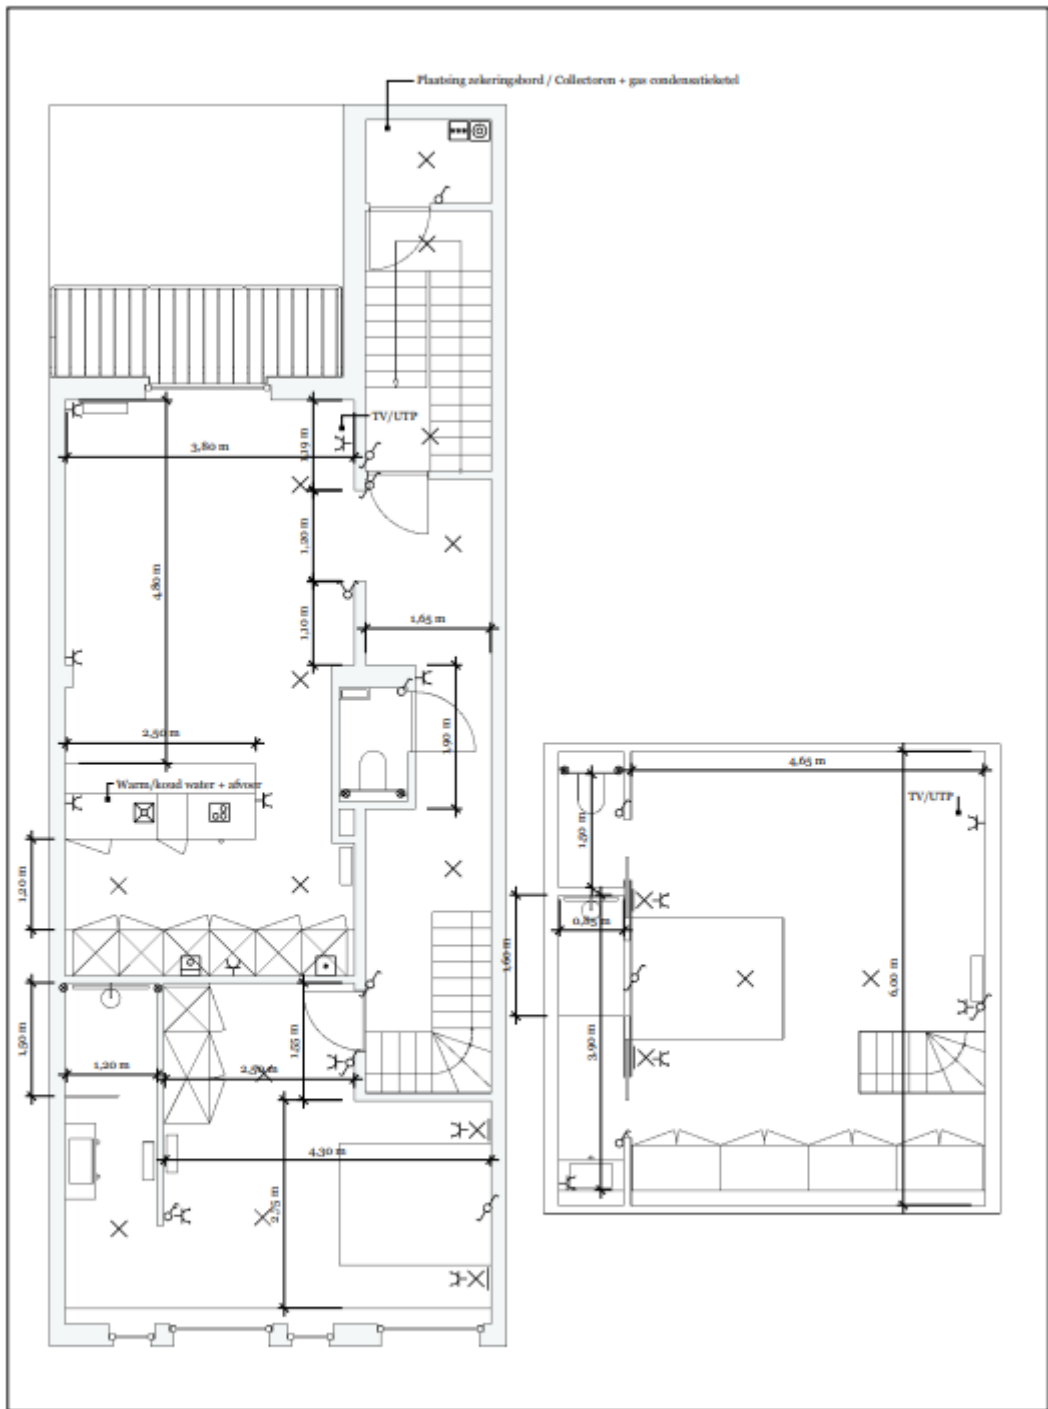 Plaatsing zekeringsbord / Collectoren + gas condensatieketel
TV/UTP
3,80 m
1,19 m
1,20 m
4,80 m
1,10 m
1,65 m
2,50 m
1,90 m
Warm/koud water + afvoer
1,20 m
1,50 m
1,20 m
2,50 m
1,55 m
4,30 m
2,75 m
4,65 m
TV/UTP
1,50 m
0,85 m
1,60 m
6,00 m
3,90 m